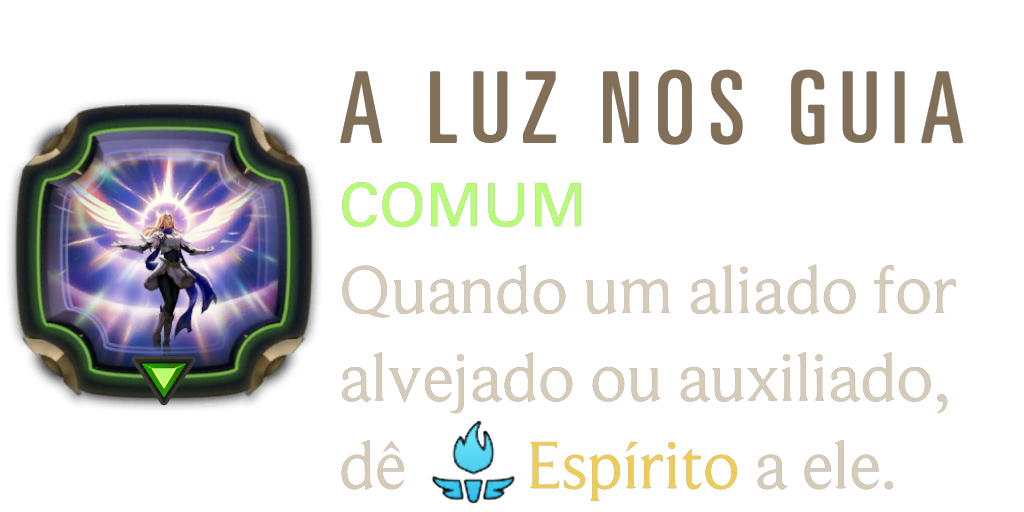 A LUZ NOS GUIA
COMUM
Quando um aliado for
alvejado ou auxiliado,
dê Espírito a ele.